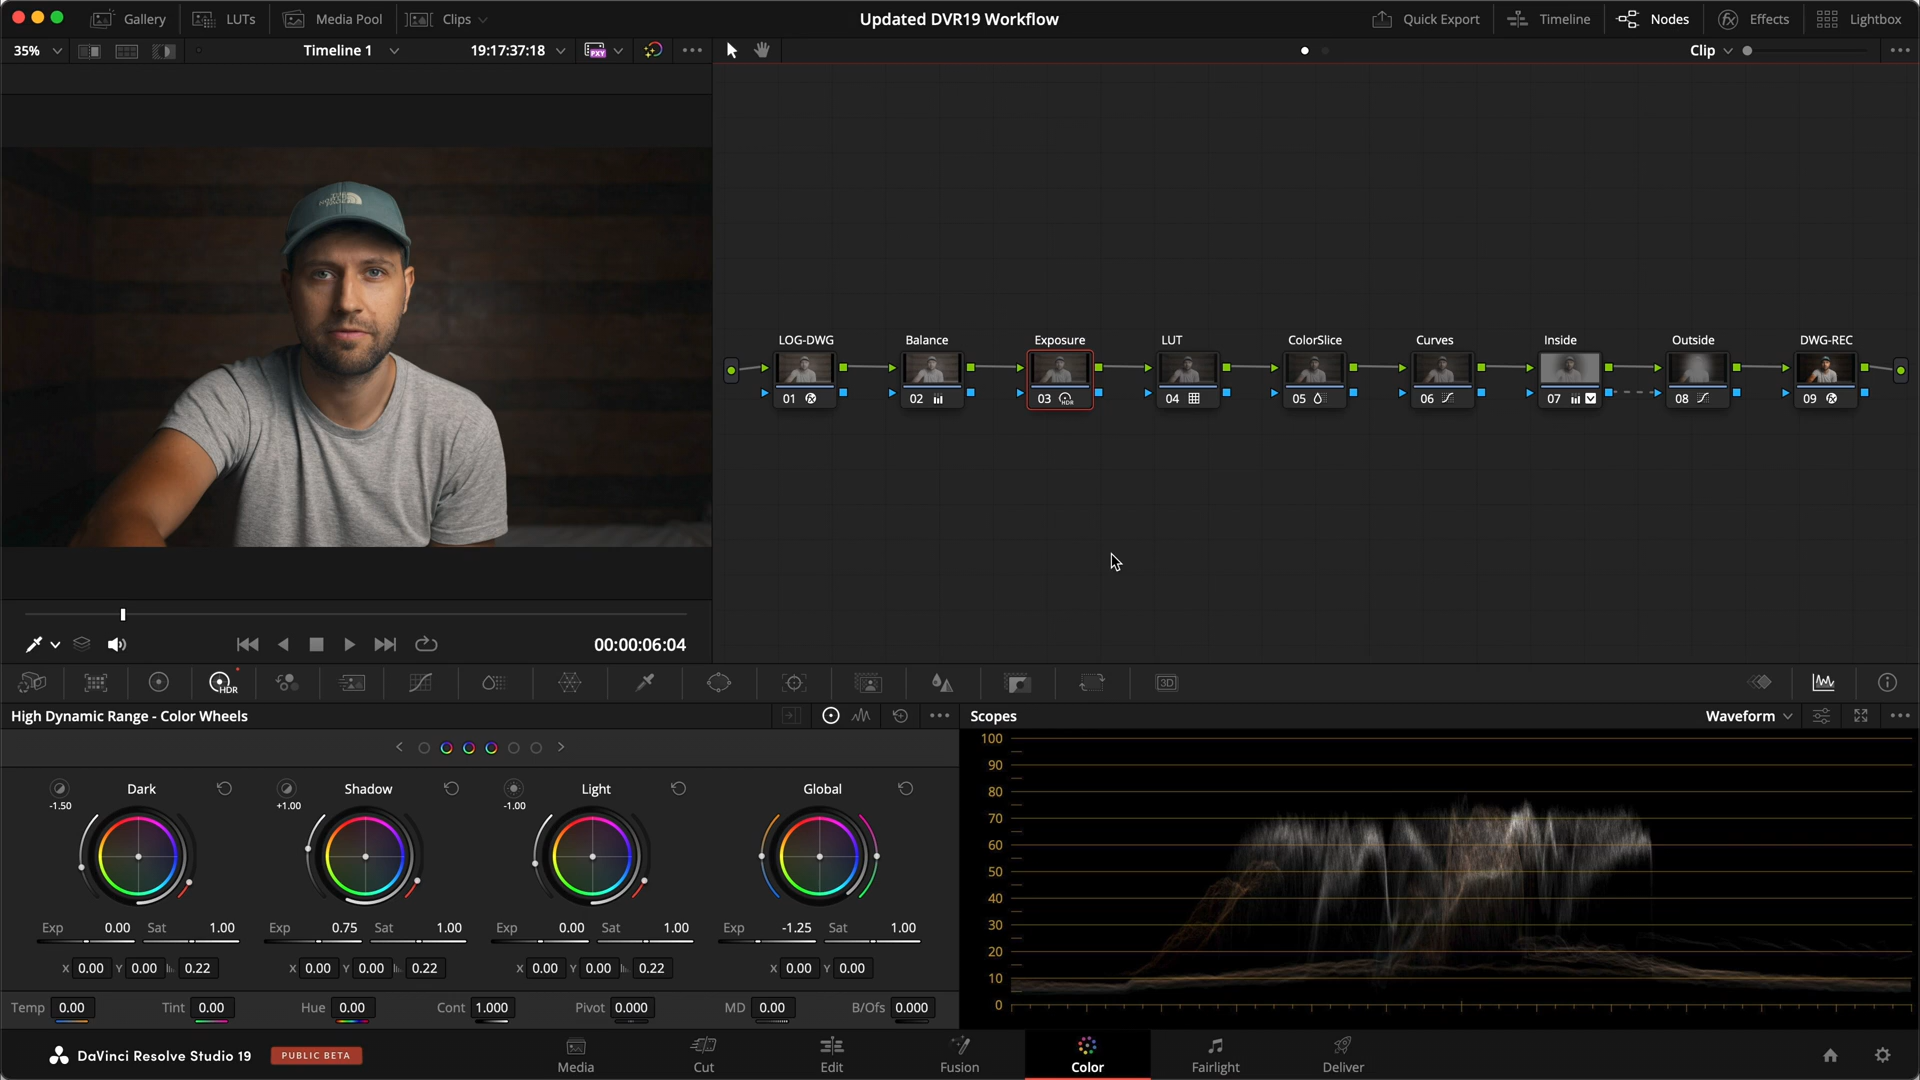 Gallery LUTs Media Pool Clips Updated DVR19 Workflow Quick Export Timeline Nodes Effects Lightbox
35% Timeline 1 19:17:37:18 PXY Clip
THE NORTH FACE
LOG-DWG Balance Exposure LUT ColorSlice Curves Inside Outside DWG-REC
01 02 03 HDR 04 05 06 07 08 09
00:00:06:04
HDR 3D
High Dynamic Range - Color Wheels
Dark Shadow Light Global
-1.50 +1.00 -1.00
Exp 0.00 Sat 1.00 Exp 0.75 Sat 1.00 Exp 0.00 Sat 1.00 Exp -1.25 Sat 1.00
X 0.00 Y 0.00 0.22 X 0.00 Y 0.00 0.22 X 0.00 Y 0.00 0.22 X 0.00 Y 0.00
Temp 0.00 Tint 0.00 Hue 0.00 Cont 1.000 Pivot 0.000 MD 0.00 B/Ofs 0.000
Scopes Waveform
100
90
80
70
60
50
40
30
20
10
0
DaVinci Resolve Studio 19 PUBLIC BETA Media Cut Edit Fusion Color Fairlight Deliver